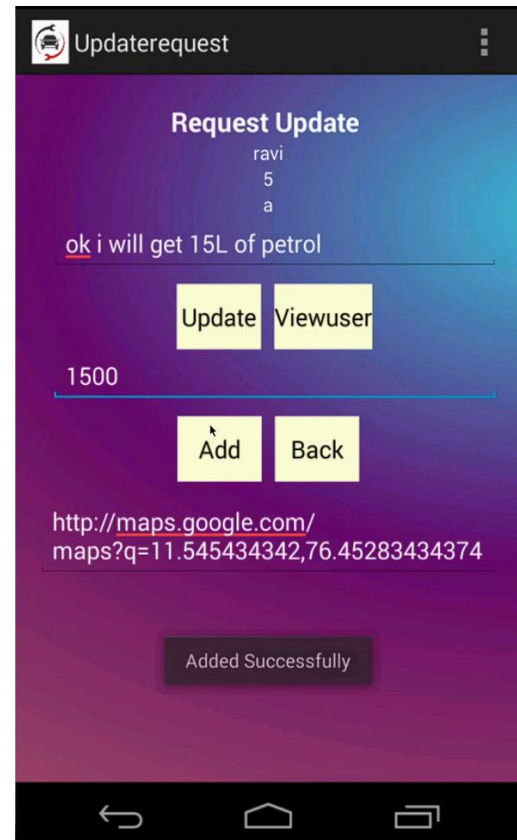 Updaterequest
Request Update
ravi
5
a
ok i will get 15L of petrol
Update Viewuser
1500
Add Back
http://maps.google.com/
maps?q=11.545434342,76.45283434374
Added Successfully